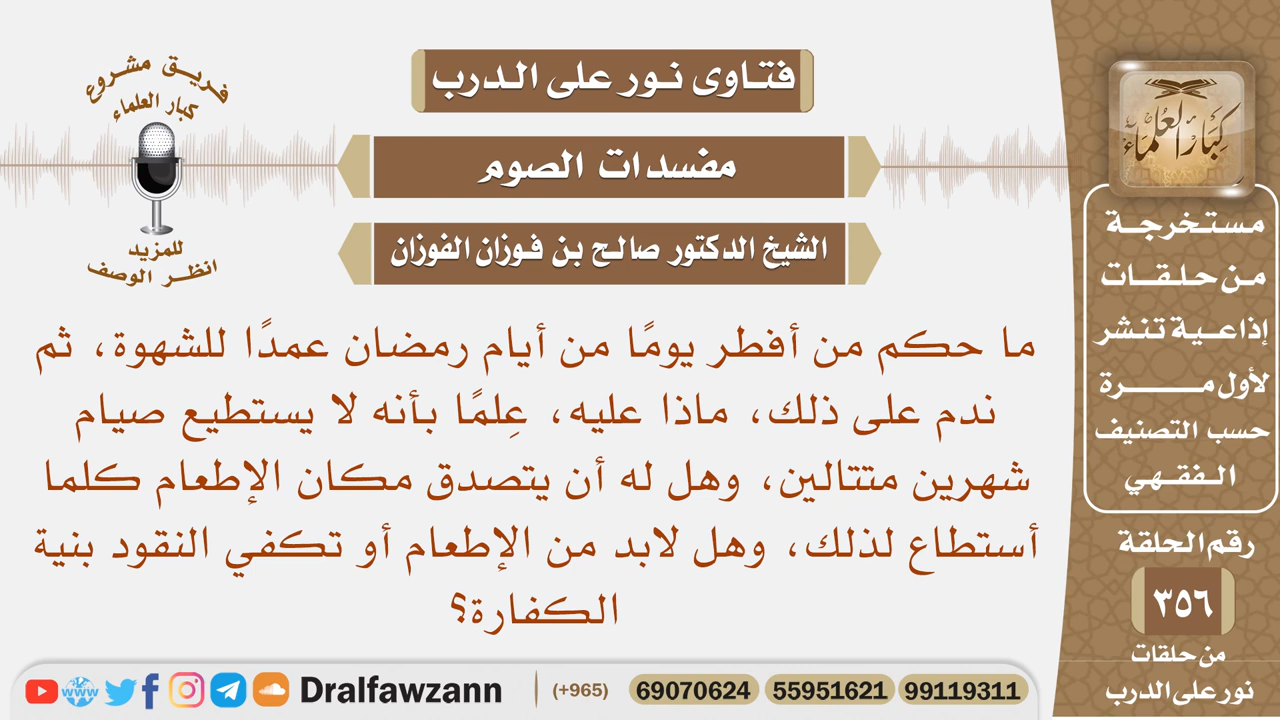 فتاوى نور على الدرب
مفسدات الصوم
الشيخ الدكتور صالح بن فوزان الفوزان
فريق مشروع
كبار العلماء
للمزيد
انظر الوصف
كبار العلماء
مستخرجة
من حلقات
إذاعية تنشر
لأول مرة
حسب التصنيف
الفقهي
رقم الحلقة
٣٥٦
من حلقات
نور على الدرب
ما حكم من أفطر يومًا من أيام رمضان عمدًا للشهوة، ثم
ندم على ذلك، ماذا عليه، عِلمًا بأنه لا يستطيع صيام
شهرين متتالين، وهل له أن يتصدق مكان الإطعام كلما
أستطاع لذلك، وهل لابد من الإطعام أو تكفي النقود بنية
الكفارة؟
www
Dralfawzann
(+965)
69070624
55951621
99119311